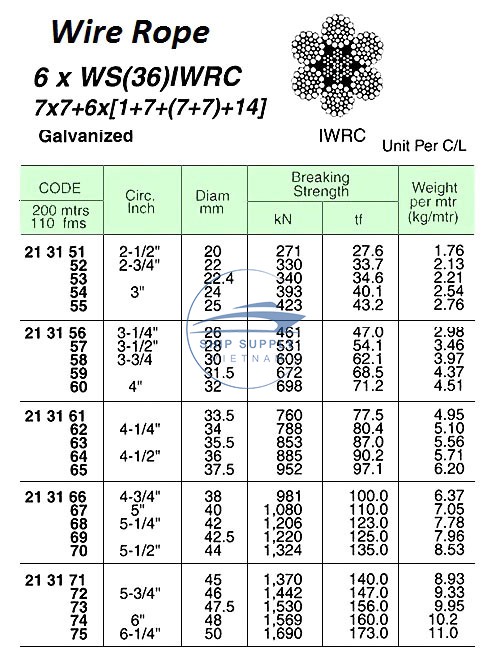 Wire Rope
6 x WS(36)IWRC
7x7+6x[1+7+(7+7)+14]
Galvanized
IWRC
Unit Per C/L
CODE
200 mtrs
110 fms
Circ.
Inch
Diam
mm
Breaking
Strength
kN tf
Weight
per mtr
(kg/mtr)
21 31 51 2-1/2" 20 271 27.6 1.76
52 2-3/4" 22 330 33.7 2.13
53 22.4 340 34.6 2.21
54 3" 24 393 40.1 2.54
55 25 423 43.2 2.76
21 31 56 3-1/4" 26 461 47.0 2.98
57 3-1/2" 28 531 54.1 3.46
58 3-3/4 30 609 62.1 3.97
59 31.5 672 68.5 4.37
60 4" 32 698 71.2 4.51
SHIP SUPPLY
VIETNAM
21 31 61 33.5 760 77.5 4.95
62 4-1/4" 34 788 80.4 5.10
63 35.5 853 87.0 5.56
64 4-1/2" 36 885 90.2 5.71
65 37.5 952 97.1 6.20
21 31 66 4-3/4" 38 981 100.0 6.37
67 5" 40 1,080 110.0 7.05
68 5-1/4" 42 1,206 123.0 7.78
69 42.5 1,220 125.0 7.96
70 5-1/2" 44 1,324 135.0 8.53
21 31 71 45 1,370 140.0 8.93
72 5-3/4" 46 1,442 147.0 9.33
73 47.5 1,530 156.0 9.95
74 6" 48 1,569 160.0 10.2
75 6-1/4" 50 1,690 173.0 11.0